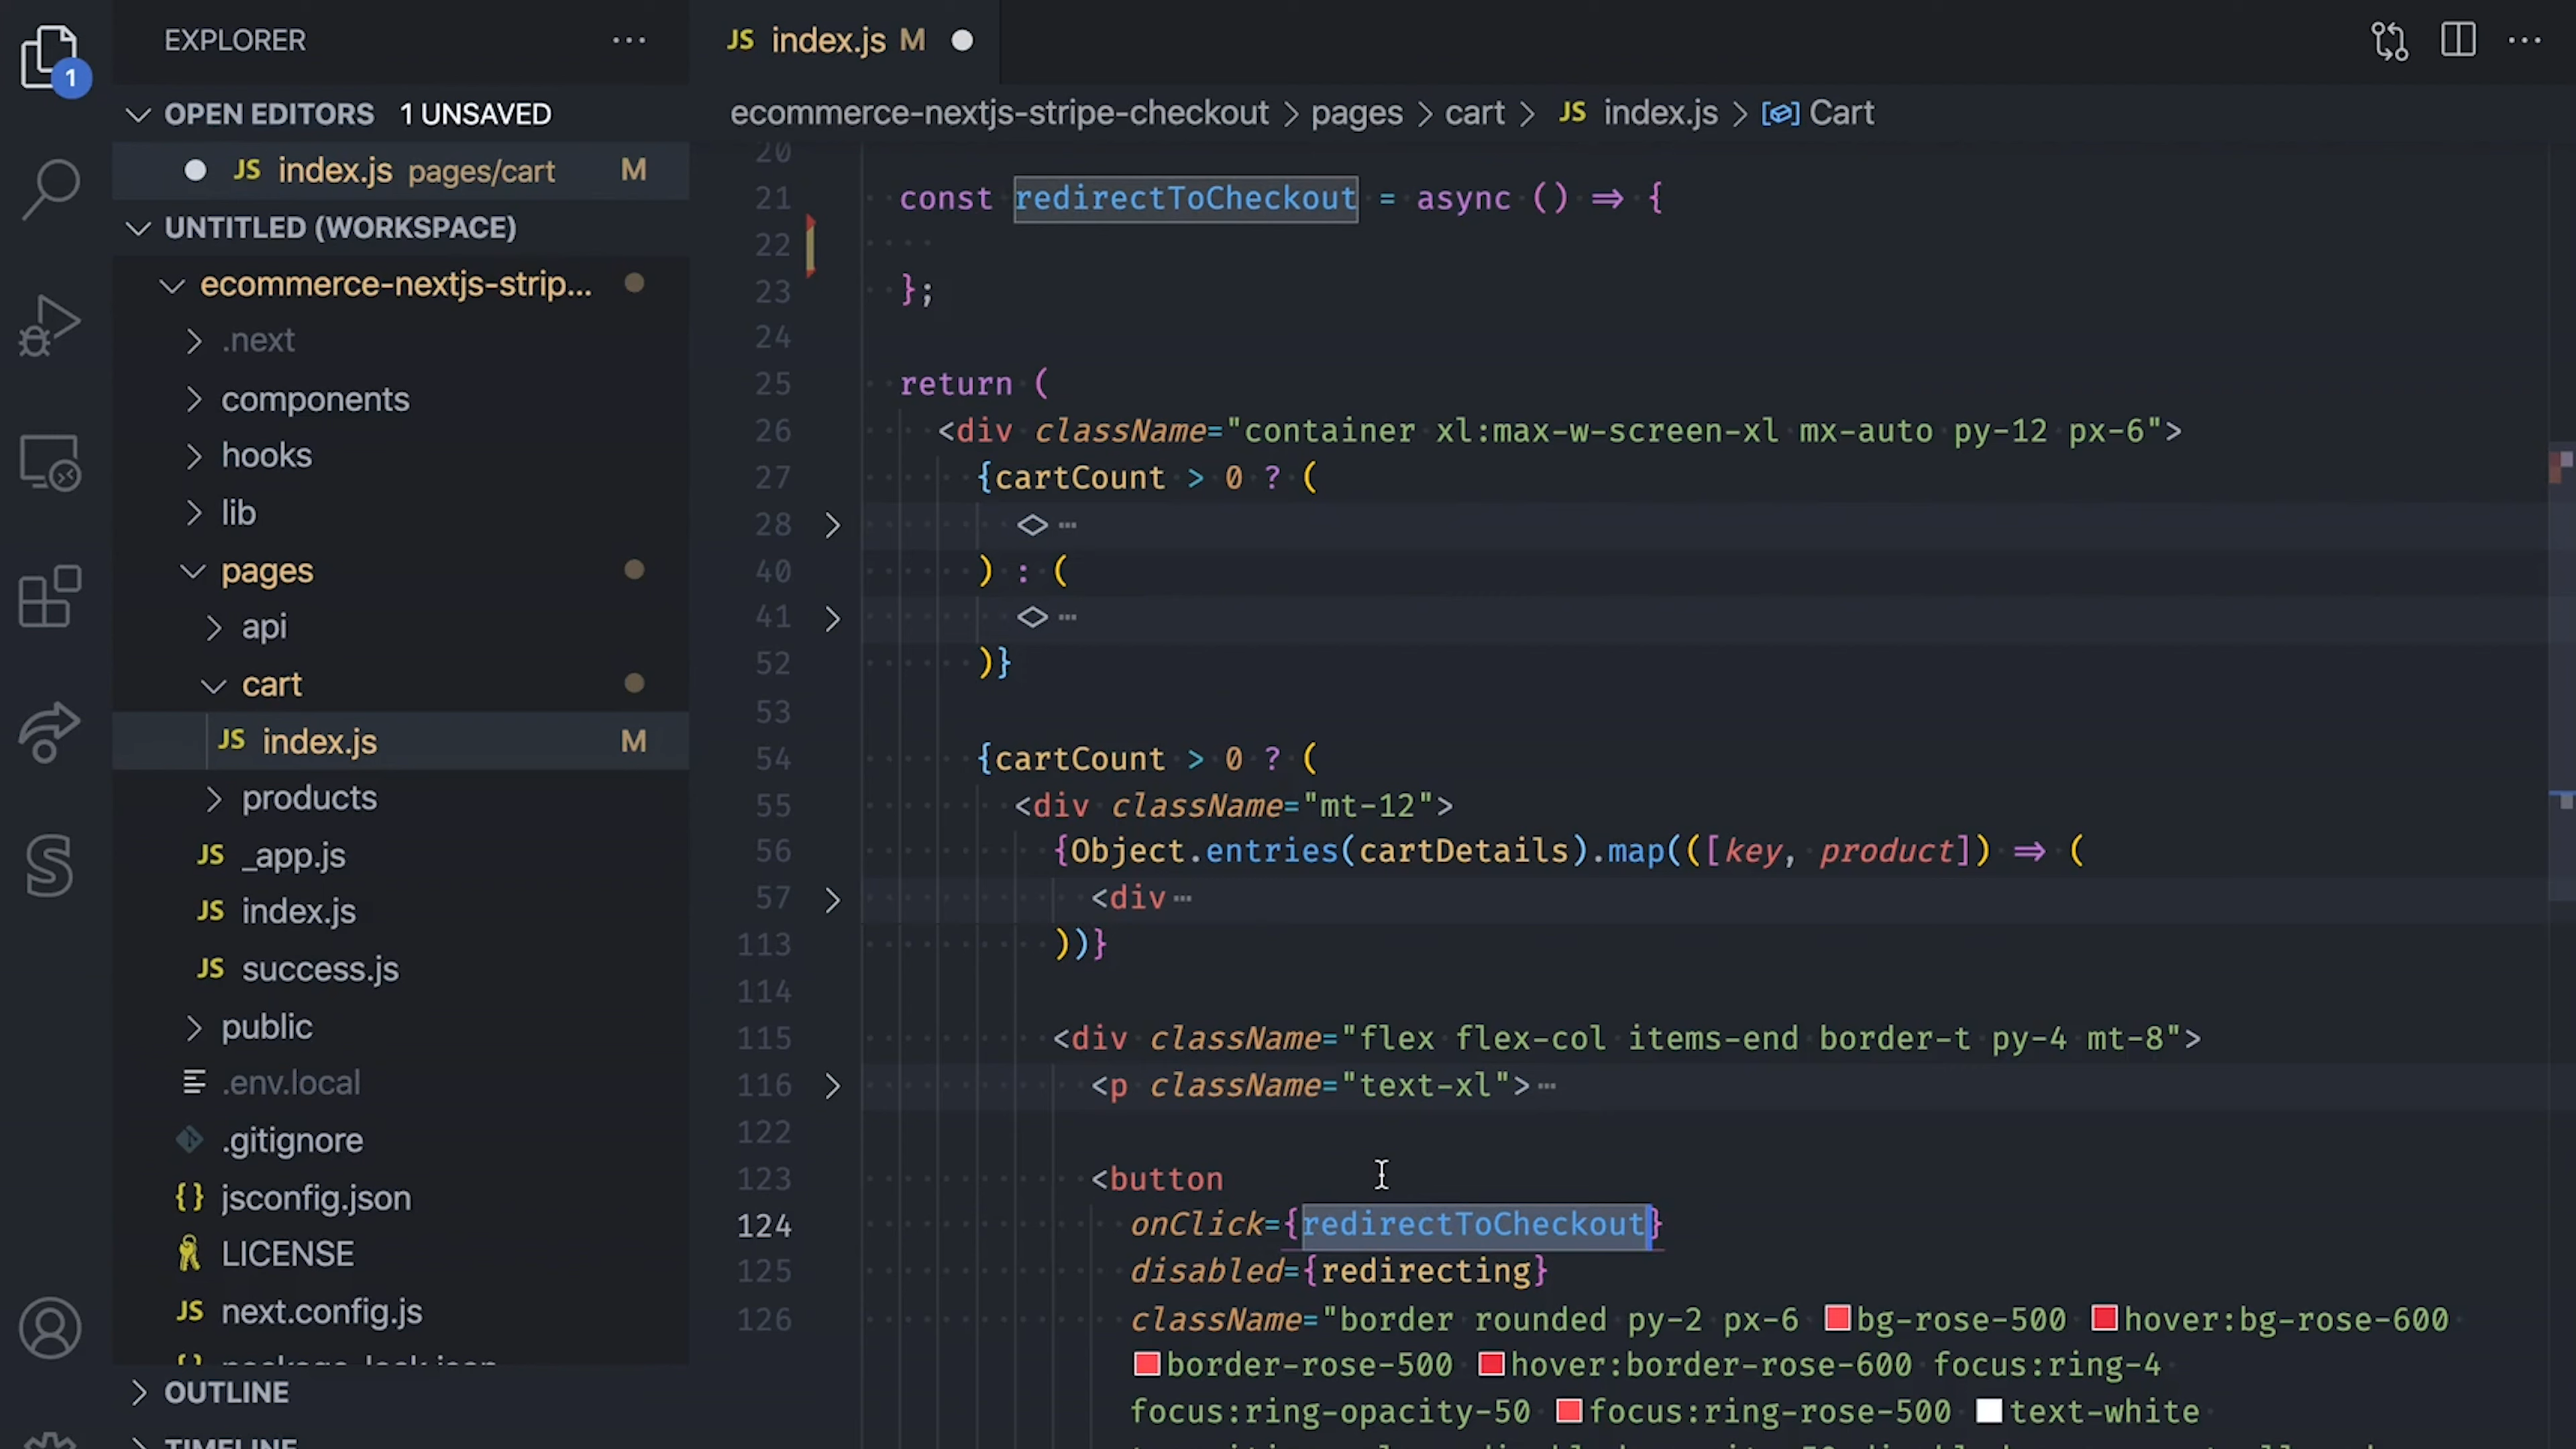 EXPLORER
OPEN EDITORS 1 UNSAVED
JS index.js pages/cart M
UNTITLED (WORKSPACE)
ecommerce-nextjs-strip...
.next
components
hooks
lib
pages
api
cart
JS index.js M
products
JS _app.js
JS index.js
JS success.js
public
.env.local
.gitignore
{} jsconfig.json
LICENSE
JS next.config.js
{} package-lock.json
OUTLINE
TIMELINE
1
JS index.js M
ecommerce-nextjs-stripe-checkout > pages > cart > JS index.js > Cart
20
21 const redirectToCheckout = async () => {
22
23 };
24
25 return (
26 <div className="container xl:max-w-screen-xl mx-auto py-12 px-6">
27 {cartCount > 0 ? (
28 <> …
40 ) : (
41 <> …
52 )}
53
54 {cartCount > 0 ? (
55 <div className="mt-12">
56 {Object.entries(cartDetails).map(([key, product]) => (
57 <div …
113 ))}
114
115 <div className="flex flex-col items-end border-t py-4 mt-8">
116 <p className="text-xl"> …
122
123 <button
124 onClick={redirectToCheckout}
125 disabled={redirecting}
126 className="border rounded py-2 px-6 bg-rose-500 hover:bg-rose-600
border-rose-500 hover:border-rose-600 focus:ring-4
focus:ring-opacity-50 focus:ring-rose-500 text-white